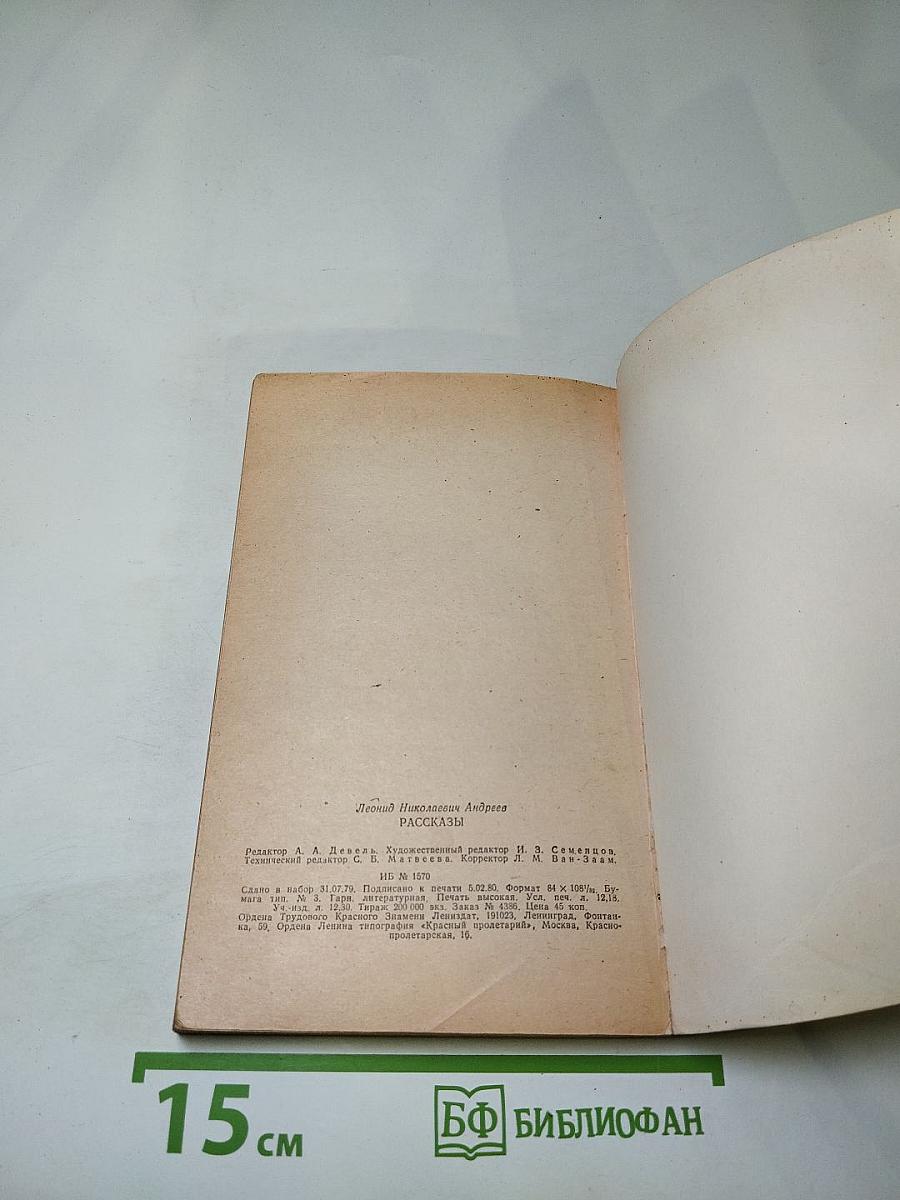 Леонид Николаевич Андреев
РАССКАЗЫ
Редактор А. А. Девель. Художественный редактор И. З. Семенцов.
Технический редактор С. Б. Матвеева. Корректор Л. М. Ван-Заам.
ИБ № 1570
Сдано в набор 31.07.79. Подписано к печати 5.02.80. Формат 84 × 108¹/₃₂. Бу-
мага тип. № 3. Гарн. литературная. Печать высокая. Усл. печ. л. 12,18.
Уч.-изд. л. 12,30. Тираж 200 000 экз. Заказ № 4386. Цена 45 коп.
Ордена Трудового Красного Знамени Лениздат, 191023, Ленинград, Фонтан-
ка, 59. Ордена Ленина типография «Красный пролетарий», Москва, Красно-
пролетарская, 16.
15 см
БФ БИБЛИОФАН